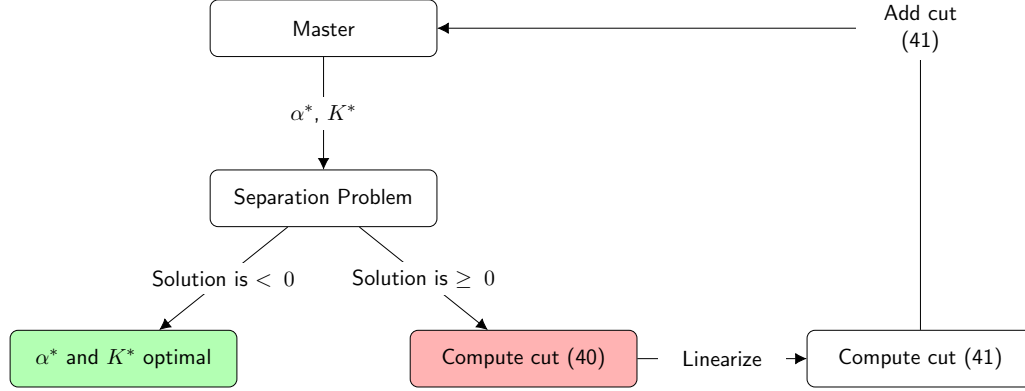 Master
Add cut
(41)
α*, K*
Separation Problem
Solution is < 0
Solution is ≥ 0
α* and K* optimal
Compute cut (40)
Linearize
Compute cut (41)